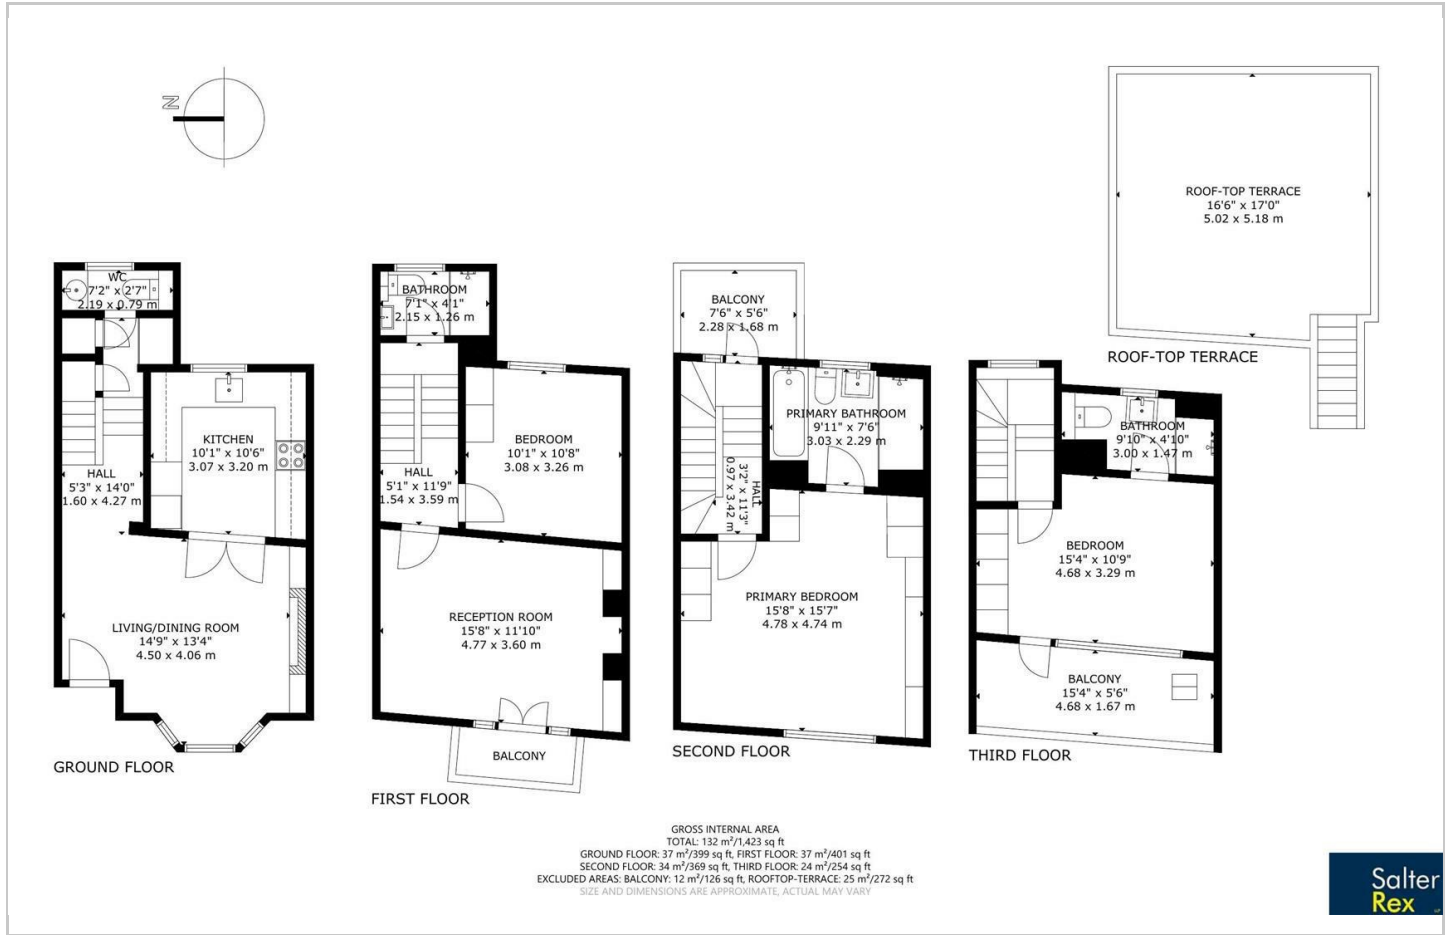 N
ROOF-TOP TERRACE
16'6" x 17'0"
5.02 x 5.18 m
ROOF-TOP TERRACE
WC
7'2" x 2'7"
2.19 x 0.79 m
KITCHEN
10'1" x 10'6"
3.07 x 3.20 m
HALL
5'3" x 14'0"
1.60 x 4.27 m
LIVING/DINING ROOM
14'9" x 13'4"
4.50 x 4.06 m
GROUND FLOOR
BATHROOM
7'1" x 4'1"
2.15 x 1.26 m
BEDROOM
10'1" x 10'8"
3.08 x 3.26 m
HALL
5'1" x 11'9"
1.54 x 3.59 m
RECEPTION ROOM
15'8" x 11'10"
4.77 x 3.60 m
BALCONY
FIRST FLOOR
BALCONY
7'6" x 5'6"
2.28 x 1.68 m
PRIMARY BATHROOM
9'11" x 7'6"
3.03 x 2.29 m
HALL
3'2" x 11'3"
0.97 x 3.42 m
PRIMARY BEDROOM
15'8" x 15'7"
4.78 x 4.74 m
SECOND FLOOR
BATHROOM
9'10" x 4'10"
3.00 x 1.47 m
BEDROOM
15'4" x 10'9"
4.68 x 3.29 m
BALCONY
15'4" x 5'6"
4.68 x 1.67 m
THIRD FLOOR
GROSS INTERNAL AREA
TOTAL: 132 m²/1,423 sq ft
GROUND FLOOR: 37 m²/399 sq ft, FIRST FLOOR: 37 m²/401 sq ft
SECOND FLOOR: 34 m²/369 sq ft, THIRD FLOOR: 24 m²/254 sq ft
EXCLUDED AREAS: BALCONY: 12 m²/126 sq ft, ROOFTOP-TERRACE: 25 m²/272 sq ft
SIZE AND DIMENSIONS ARE APPROXIMATE, ACTUAL MAY VARY
Salter
Rex